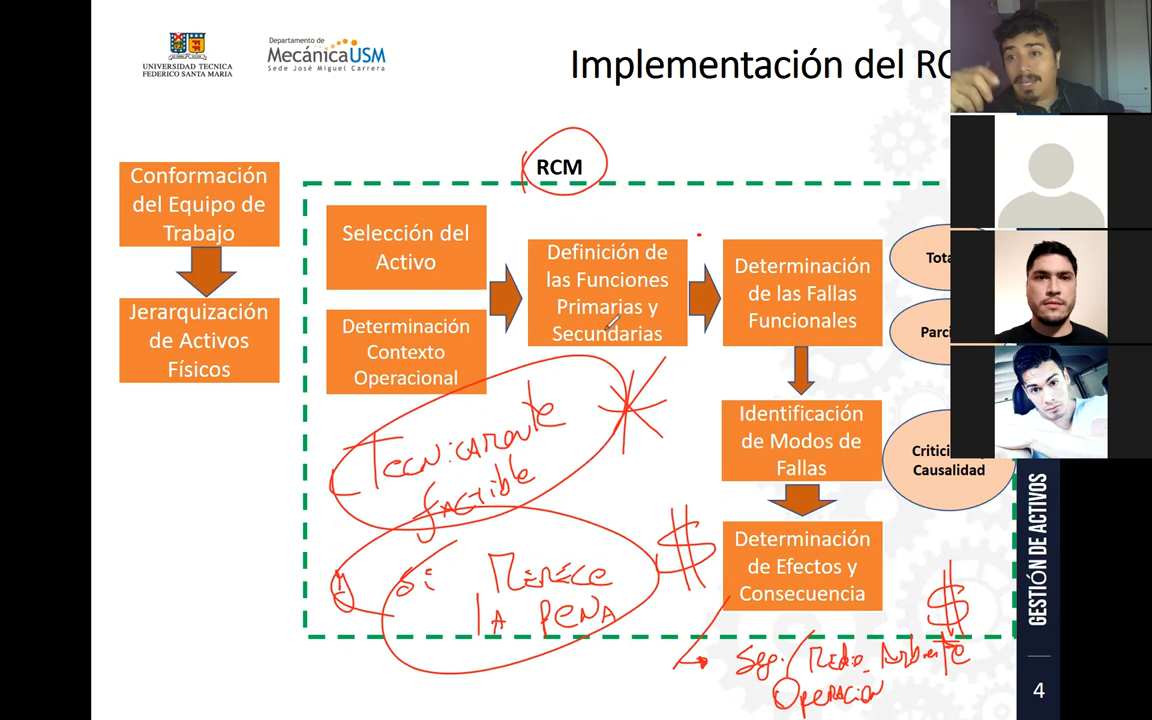 UNIVERSIDAD TECNICA
FEDERICO SANTA MARIA
Departamento de
MecánicaUSM
Sede José Miguel Carrera
Implementación del RC
RCM
Conformación
del Equipo de
Trabajo
Jerarquización
de Activos
Físicos
Selección del
Activo
Determinación
Contexto
Operacional
Definición de
las Funciones
Primarias y
Secundarias
Determinación
de las Fallas
Funcionales
Tota
Parci
Identificación
de Modos de
Fallas
Critici
Causalidad
Determinación
de Efectos y
Consecuencia
Tecnicamente
factible
$
Si Merece
la pena
$
Seg. / Medio Ambiente
Operación
GESTIÓN DE ACTIVOS
4